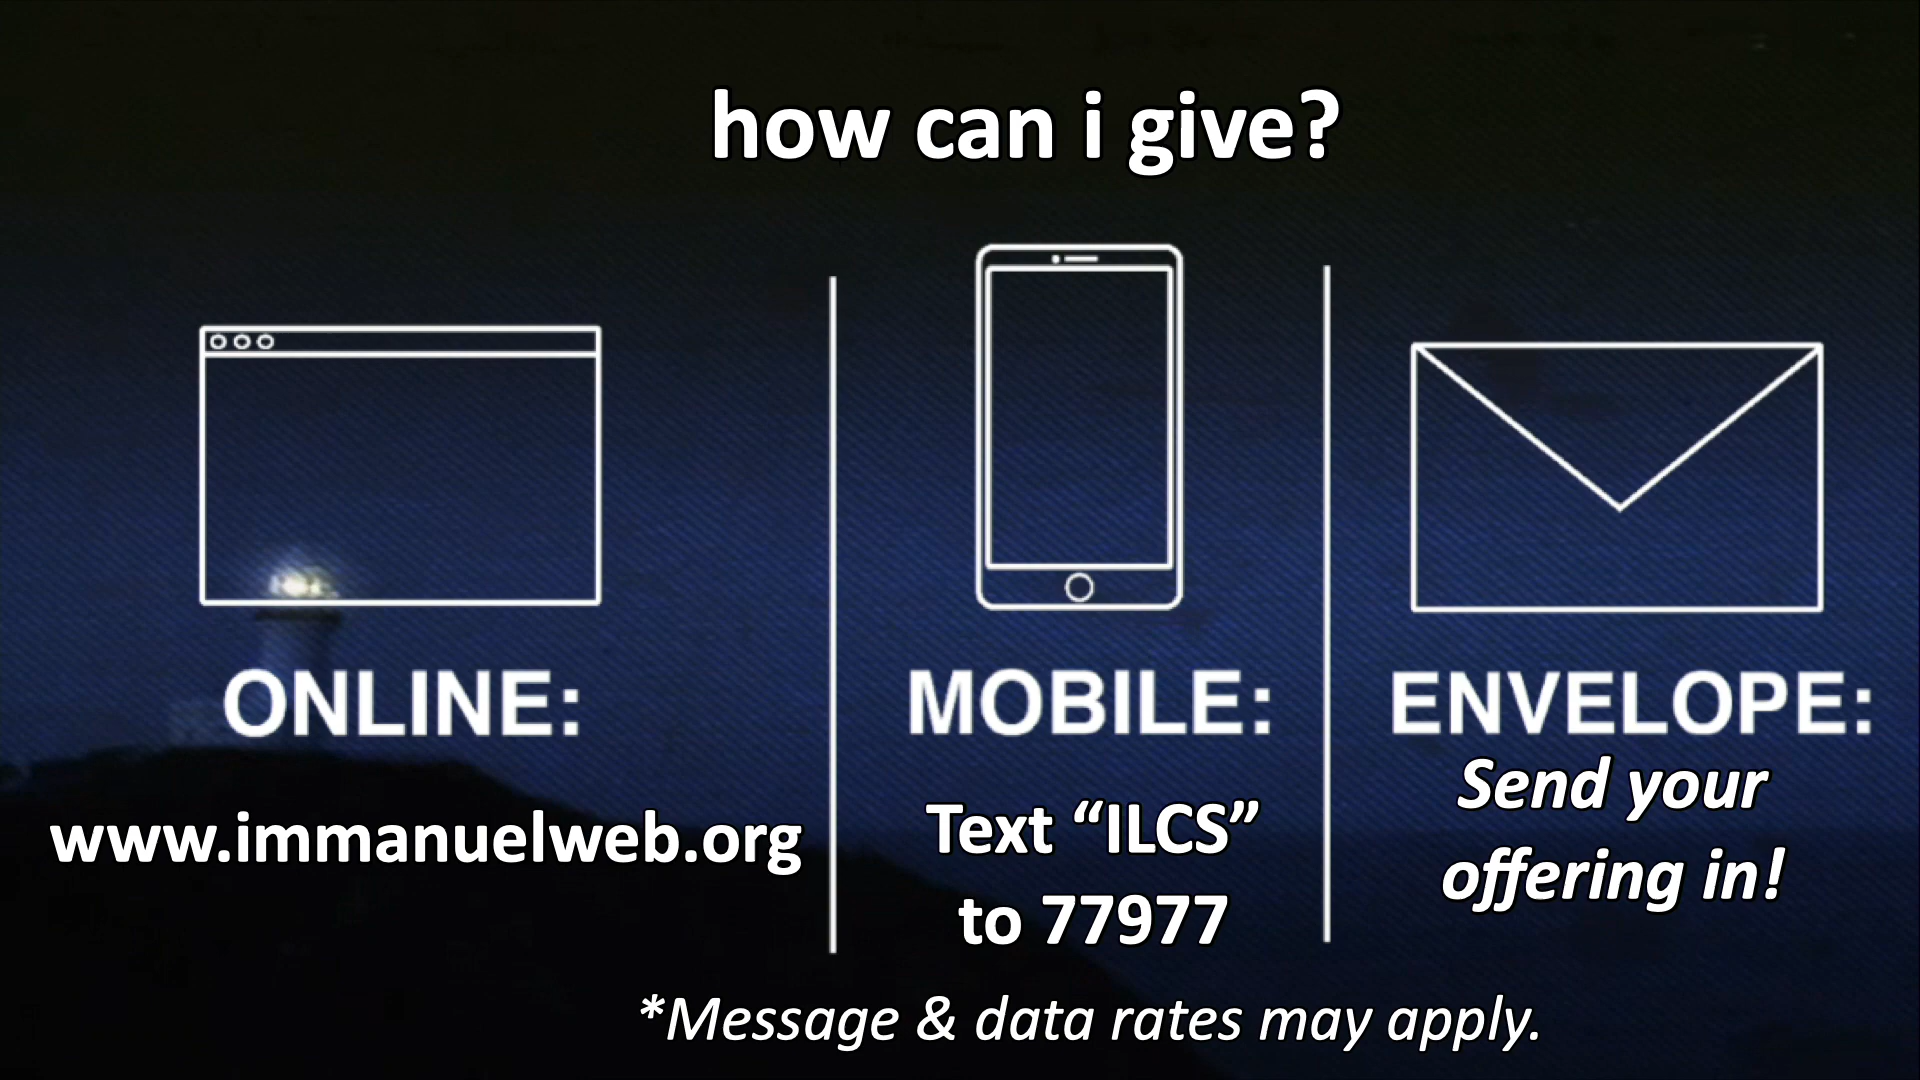 how can i give?
ONLINE:
www.immanuelweb.org
MOBILE:
Text “ILCS”
to 77977
ENVELOPE:
Send your
offering in!
*Message & data rates may apply.